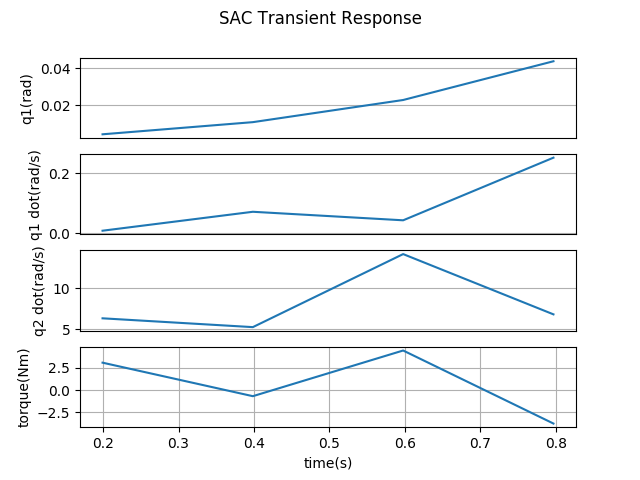 SAC Transient Response
q1(rad)
0.04
0.02
q1 dot(rad/s)
0.2
0.0
q2 dot(rad/s)
10
5
torque(Nm)
2.5
0.0
−2.5
0.2 0.3 0.4 0.5 0.6 0.7 0.8
time(s)